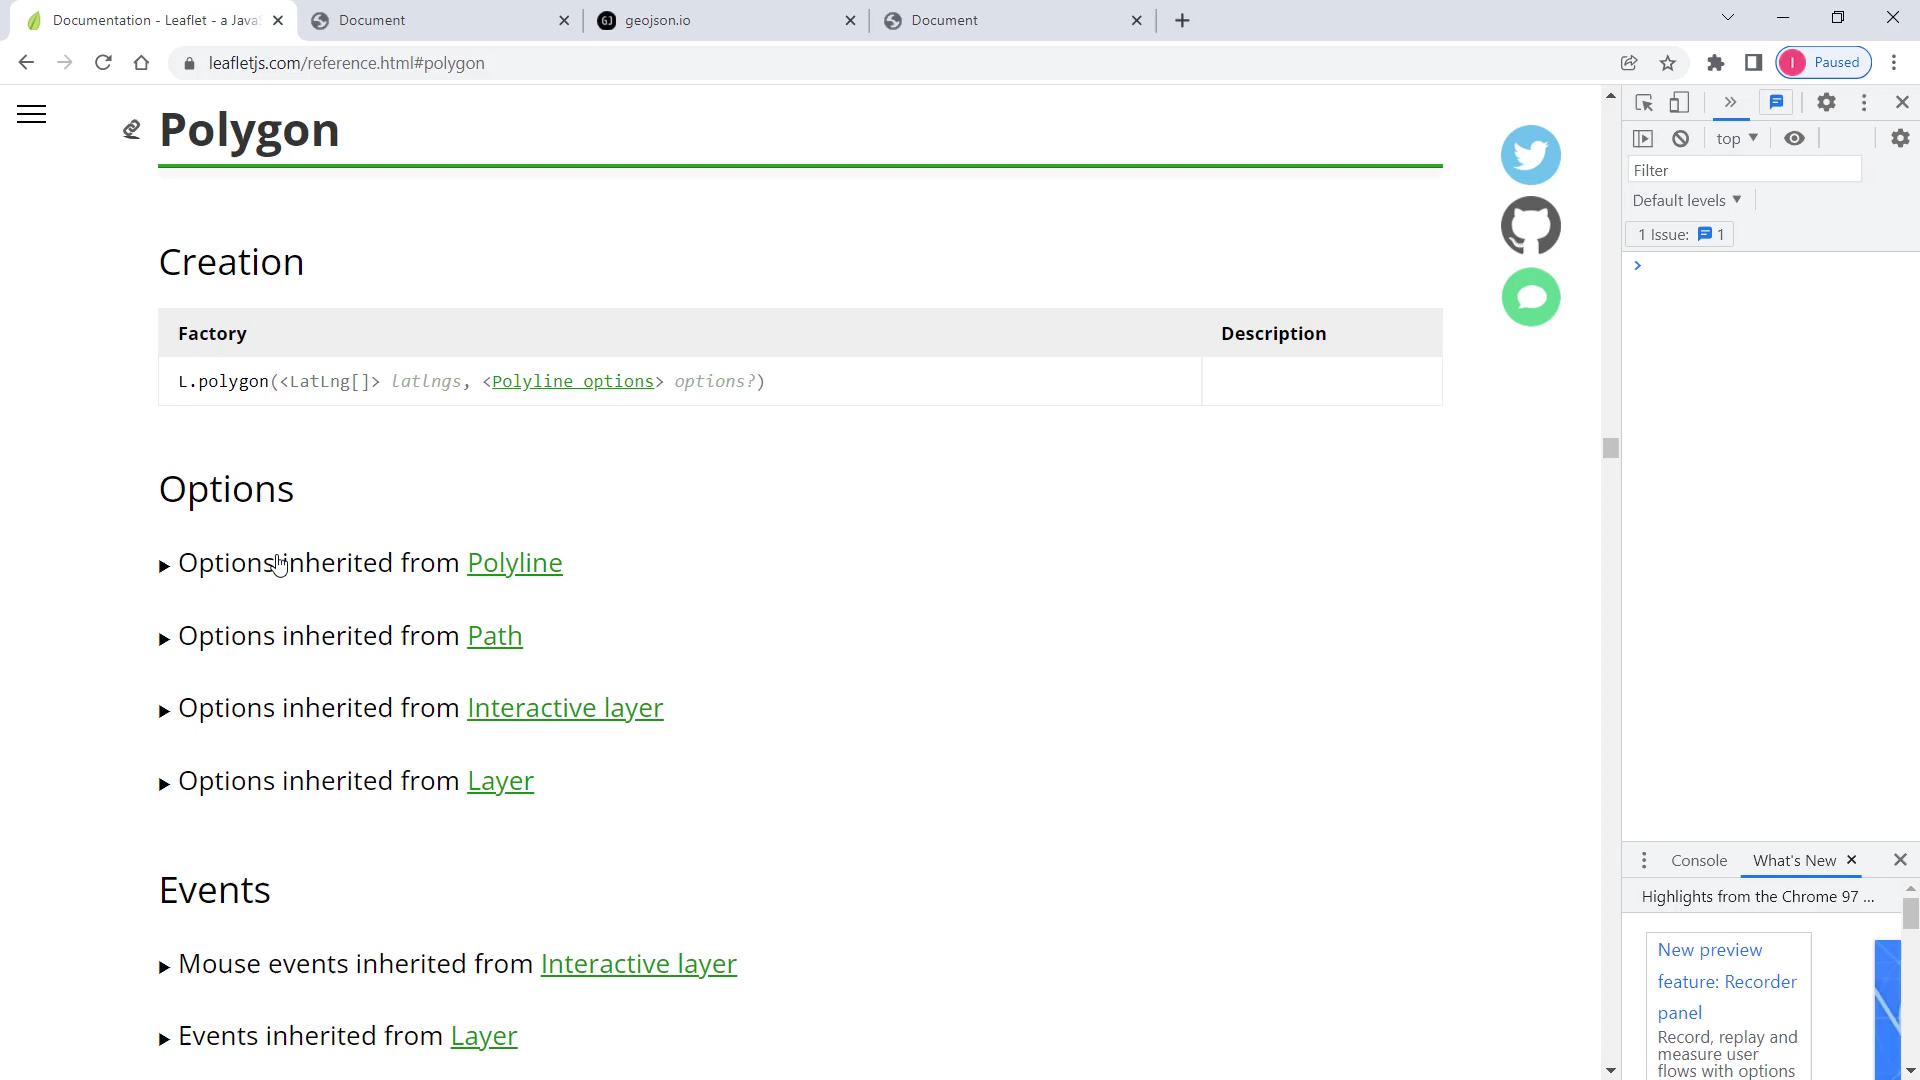 Documentation - Leaflet - a Java
Document
geojson.io
Document
leafletjs.com/reference.html#polygon
Paused
Polygon
Creation
Factory
Description
L.polygon(<LatLng[]> latlngs, <Polyline options> options?)
Options
Options inherited from Polyline
Options inherited from Path
Options inherited from Interactive layer
Options inherited from Layer
Events
Mouse events inherited from Interactive layer
Events inherited from Layer
top
Filter
Default levels
1 Issue: 1
Console
What's New
Highlights from the Chrome 97 ...
New preview
feature: Recorder
panel
Record, replay and
measure user
flows with options